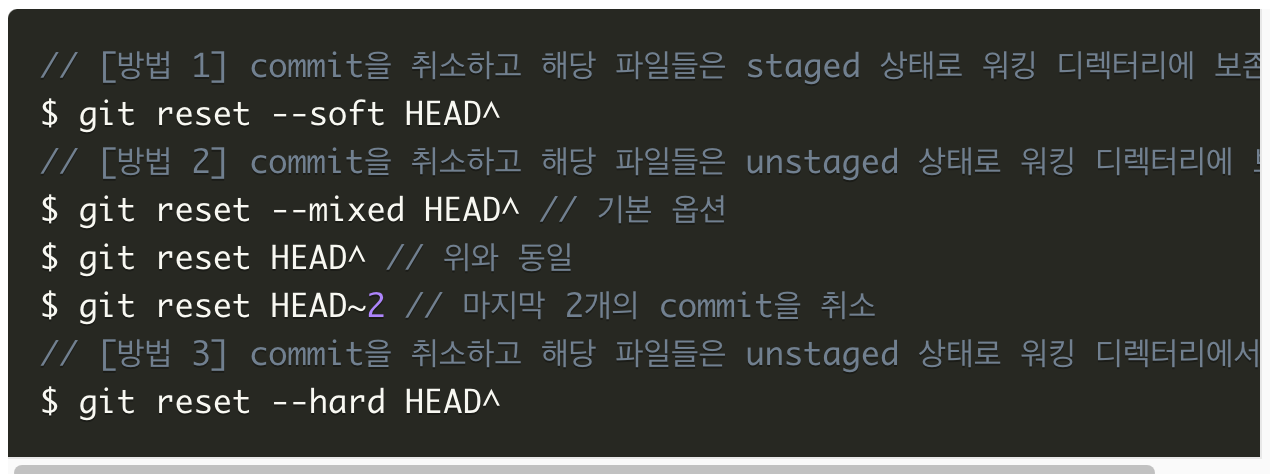 // [방법 1] commit을 취소하고 해당 파일들은 staged 상태로 워킹 디렉터리에
$ git reset --soft HEAD^
// [방법 2] commit을 취소하고 해당 파일들은 unstaged 상태로 워킹 디렉터리에
$ git reset --mixed HEAD^ // 기본 옵션
$ git reset HEAD^ // 위와 동일
$ git reset HEAD~2 // 마지막 2개의 commit을 취소
// [방법 3] commit을 취소하고 해당 파일들은 unstaged 상태로 워킹 디렉터리에서
$ git reset --hard HEAD^